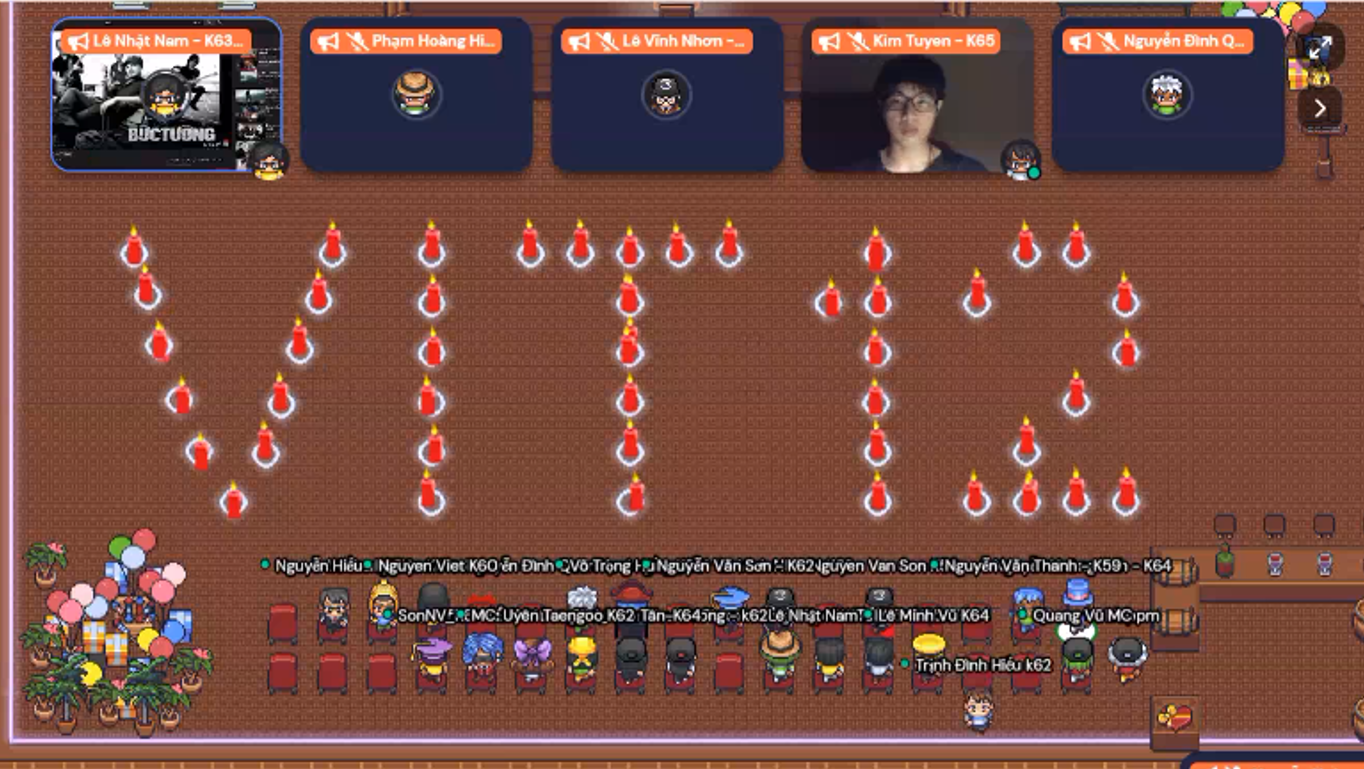 Lê Nhật Nam - K63...
Phạm Hoàng Hi...
Lê Vĩnh Nhơn -...
Kim Tuyen - K65
Nguyễn Đình Q...
BỨC TƯỜNG
VIT 12
Nguyễn Hiếu Nguyen Viet K60 Đình Võ Trọng Nguyễn Văn Sơn - K62 Nguyen Van Son Nguyễn Văn Thanh - K59 - K64
SonNV MC Uyên Taengoo K62 Tân - K64 - k62 Lê Nhật Nam Lê Minh Vũ K64 Quang Vũ MC pm
Trịnh Đình Hiếu k62